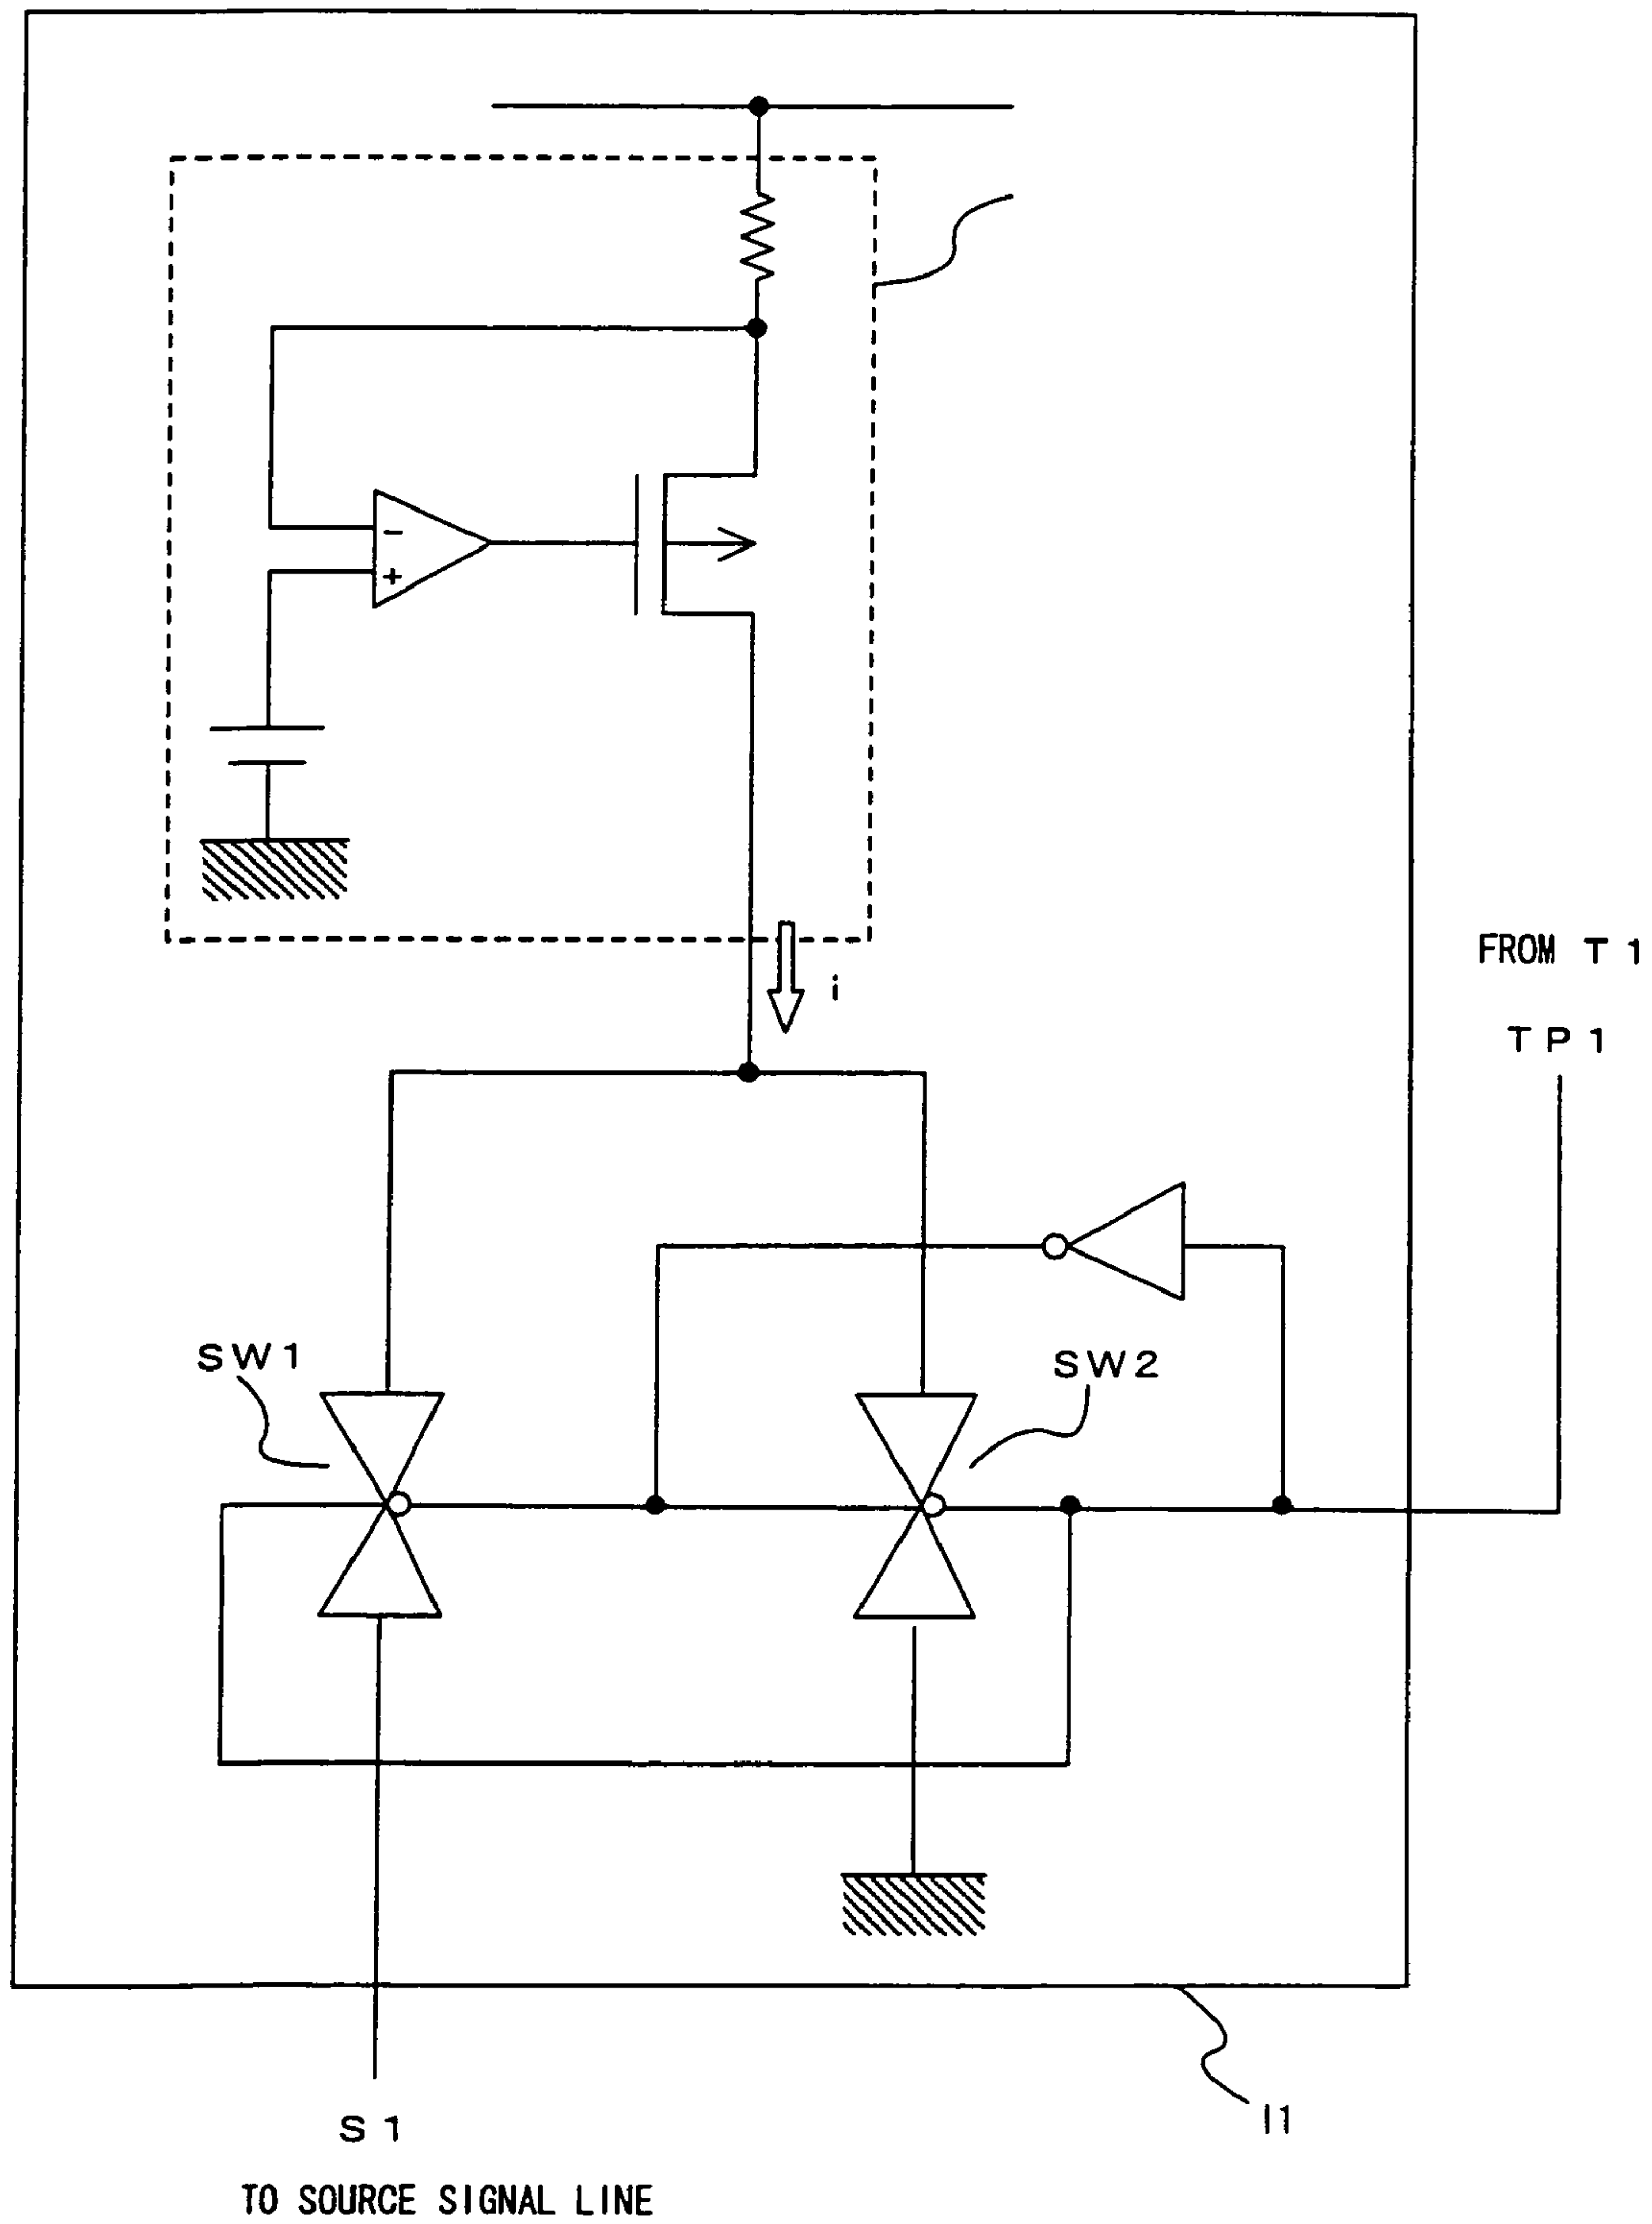 −
+
i
FROM T1
TP1
SW1
SW2
S1
I1
TO SOURCE SIGNAL LINE